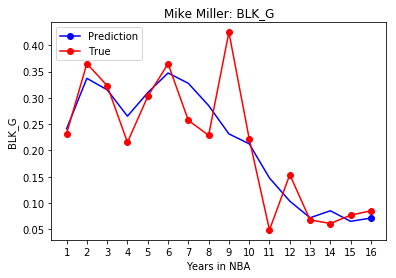 Mike Miller: BLK_G
Prediction
True
0.40
0.35
0.30
0.25
0.20
0.15
0.10
0.05
BLK_G
1 2 3 4 5 6 7 8 9 10 11 12 13 14 15 16
Years in NBA